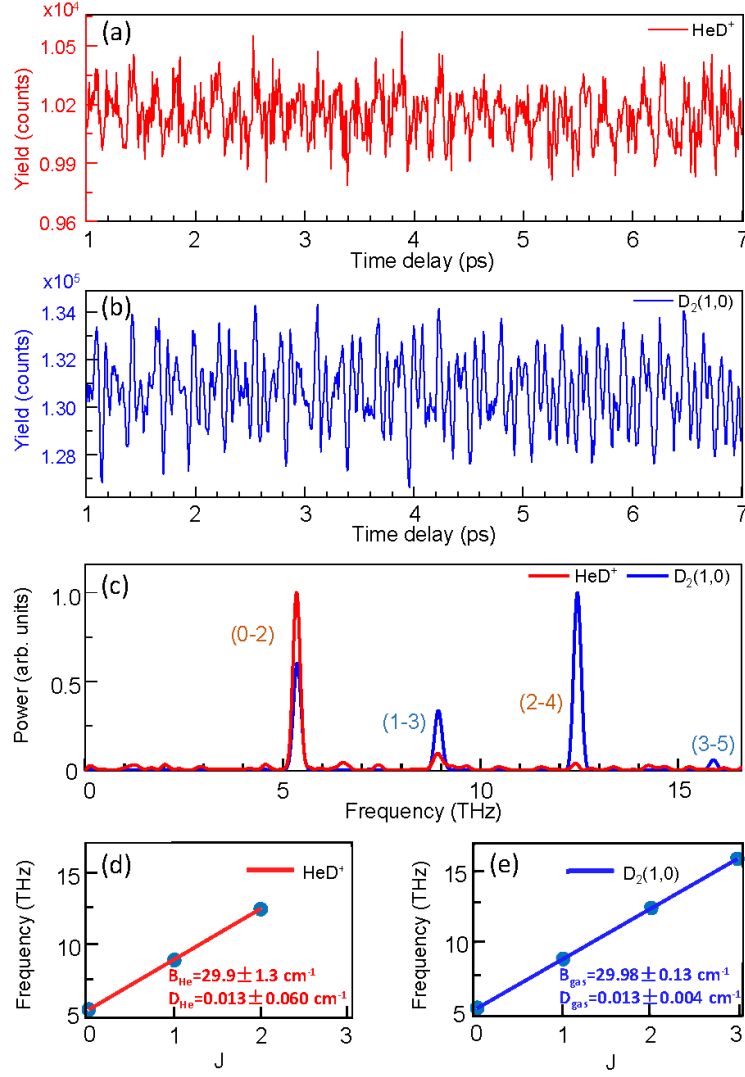 x10⁴
(a)
HeD⁺
1.05
1.02
0.99
0.96
Yield (counts)
1 2 3 4 5 6 7
Time delay (ps)
x10⁵
(b)
D₂(1,0)
1.34
1.32
1.30
1.28
Yield (counts)
1 2 3 4 5 6 7
Time delay (ps)
(c)
HeD⁺ D₂(1,0)
1.0
0.5
0
Power (arb. units)
(0-2)
(1-3)
(2-4)
(3-5)
0 5 10 15
Frequency (THz)
(d)
HeD⁺
15
10
5
Frequency (THz)
B_He=29.9±1.3 cm⁻¹
D_He=0.013±0.060 cm⁻¹
0 1 2 3
J
(e)
D₂(1,0)
15
10
5
Frequency (THz)
B_gas=29.98±0.13 cm⁻¹
D_gas=0.013±0.004 cm⁻¹
0 1 2 3
J